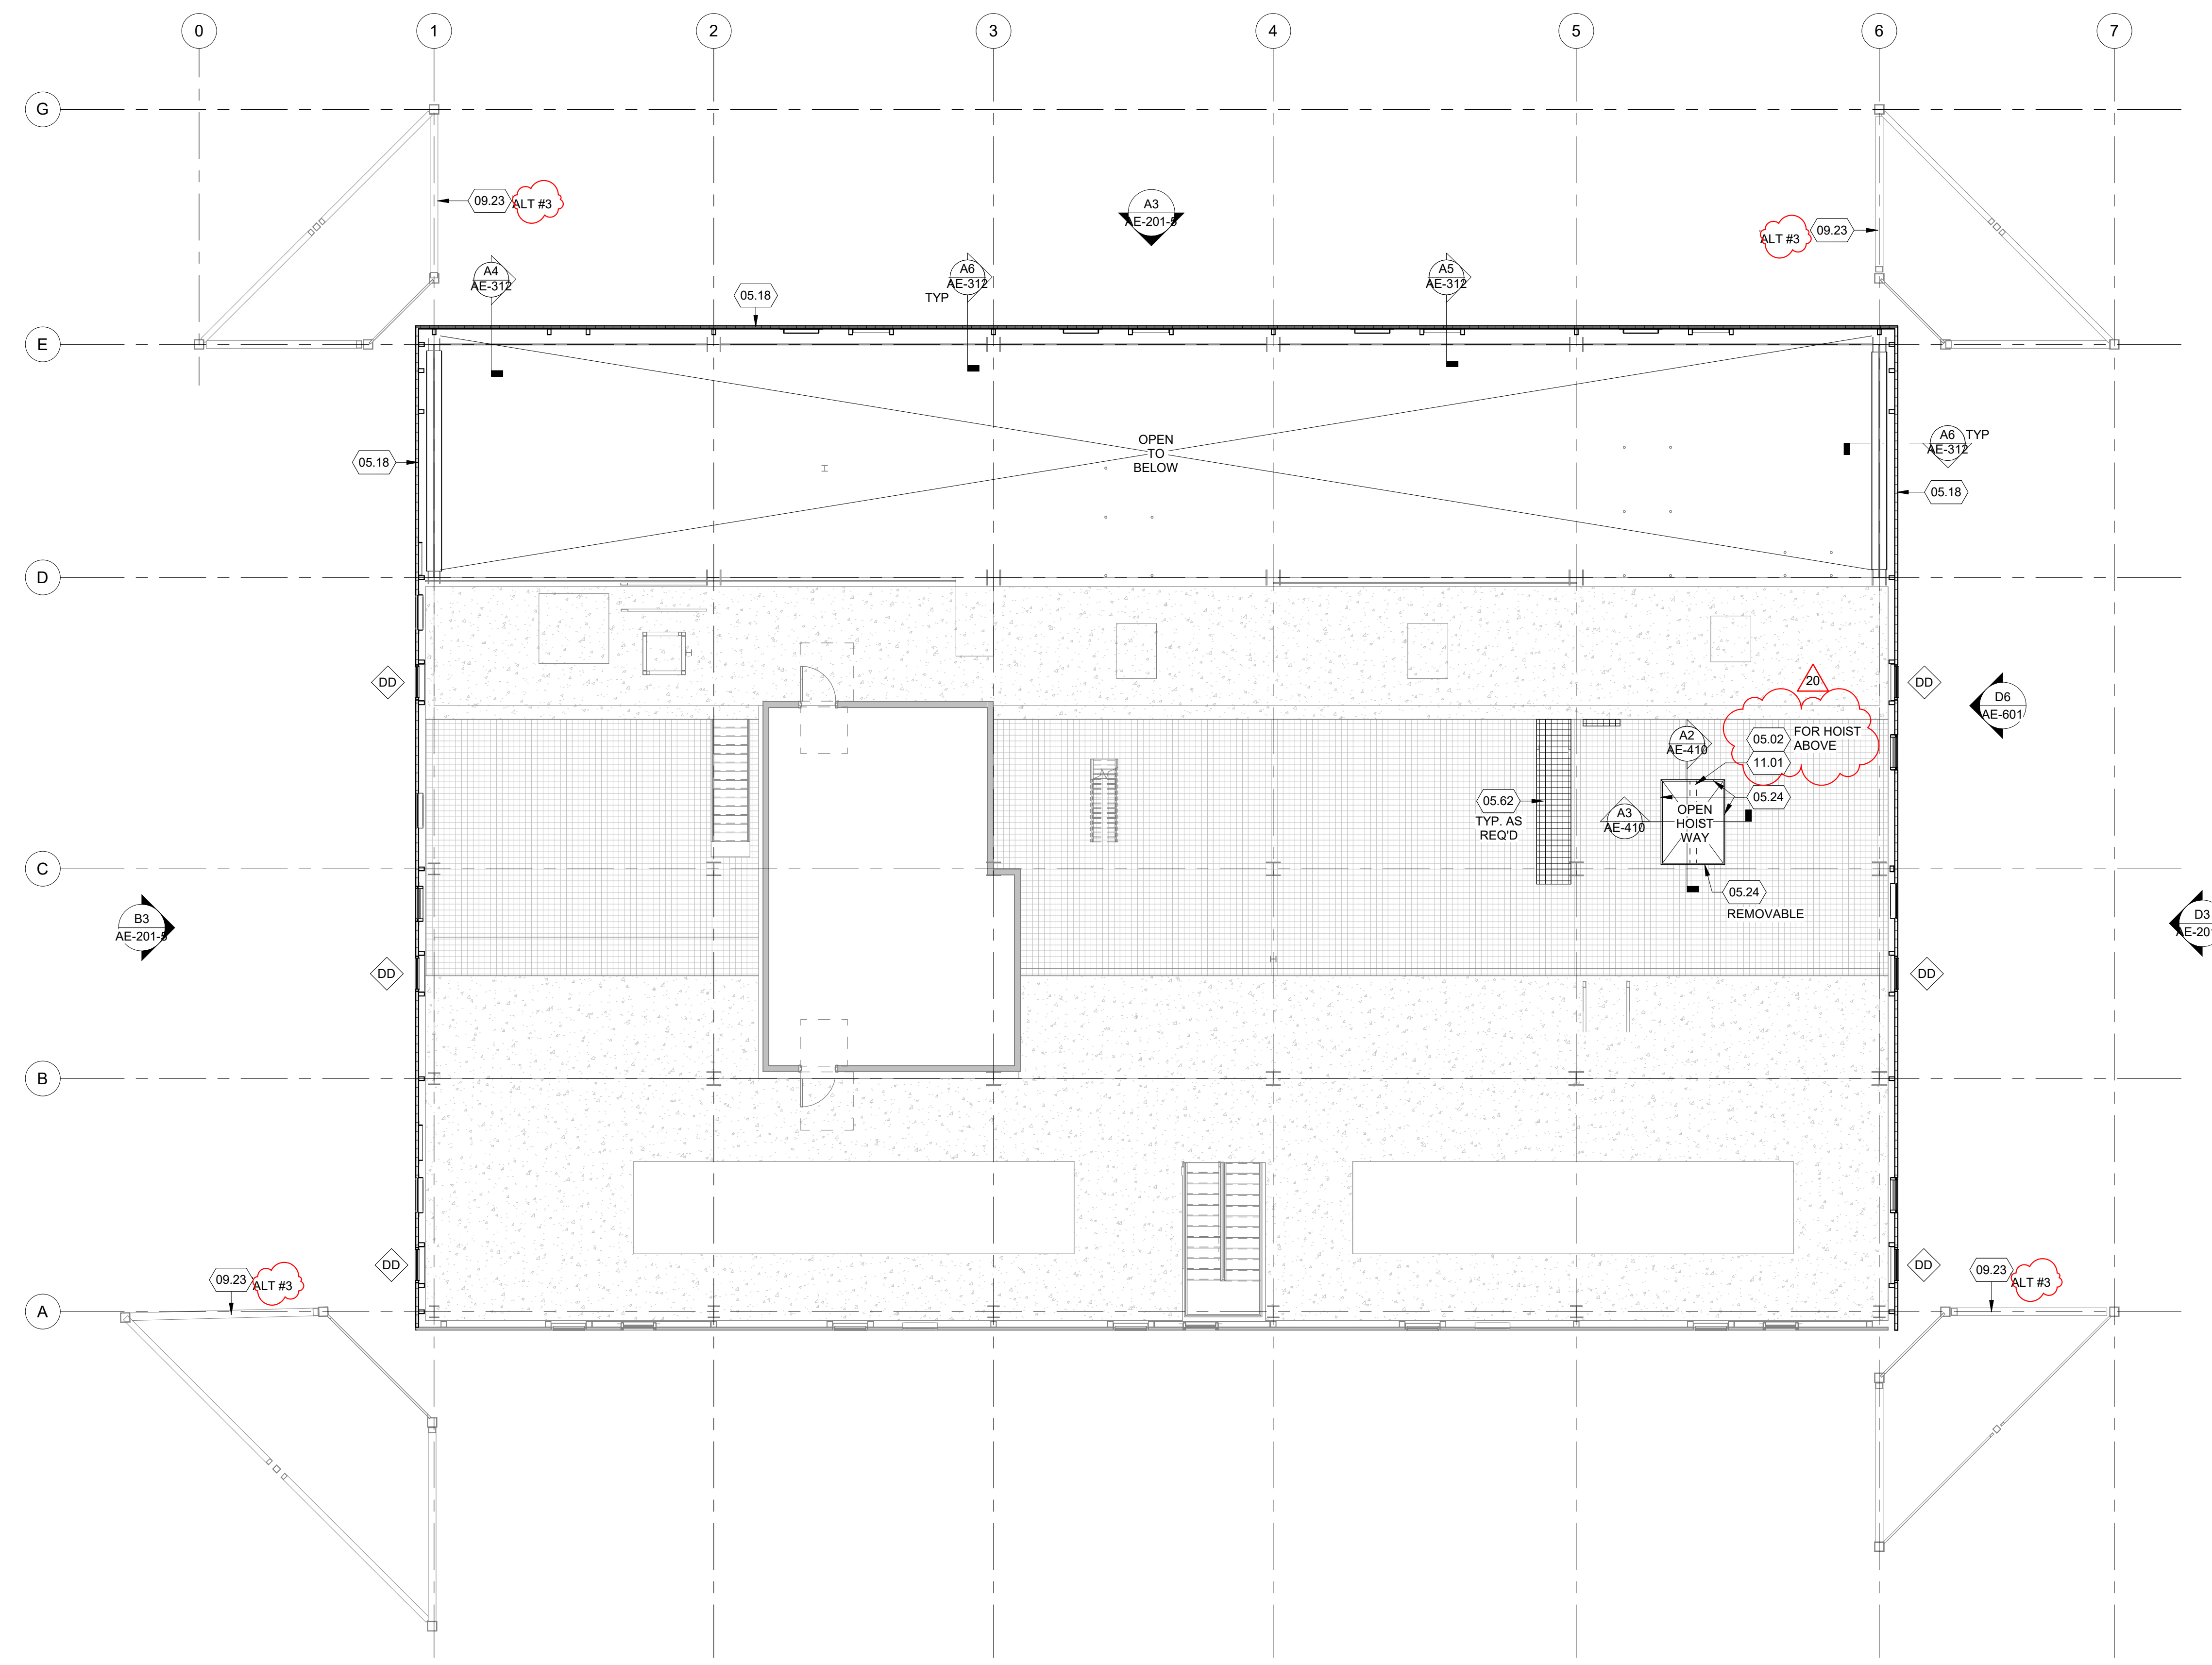 0
1
2
3
4
5
6
7
G
09.23
ALT #3
A3
AE-201-5
ALT #3
09.23
A4
AE-312
05.18
A6
AE-312
TYP
A5
AE-312
E
OPEN
TO
BELOW
A6
AE-312
TYP
05.18
05.18
D
DD
DD
20
D6
AE-601
A2
AE-410
05.02
FOR HOIST
ABOVE
11.01
05.62
TYP. AS
REQ'D
A3
AE-410
OPEN
HOIST
WAY
05.24
C
05.24
REMOVABLE
B3
AE-201-5
D3
AE-201
DD
DD
B
DD
DD
09.23
ALT #3
09.23
ALT #3
A